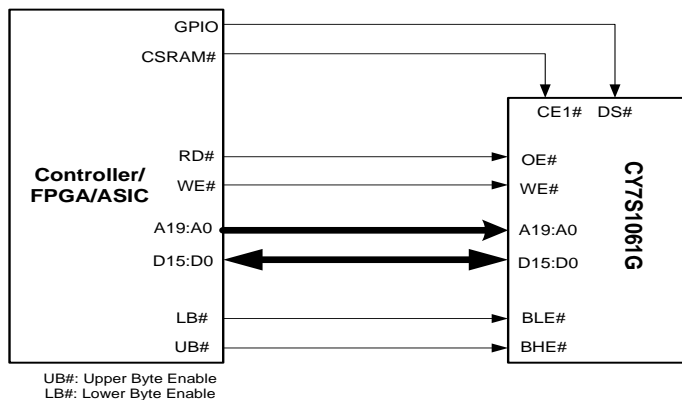 GPIO
CSRAM#
CE1# DS#
Controller/
FPGA/ASIC
RD#
OE#
WE#
WE#
CY7S1061G
A19:A0
A19:A0
D15:D0
D15:D0
LB#
BLE#
UB#
BHE#
UB#: Upper Byte Enable
LB#: Lower Byte Enable